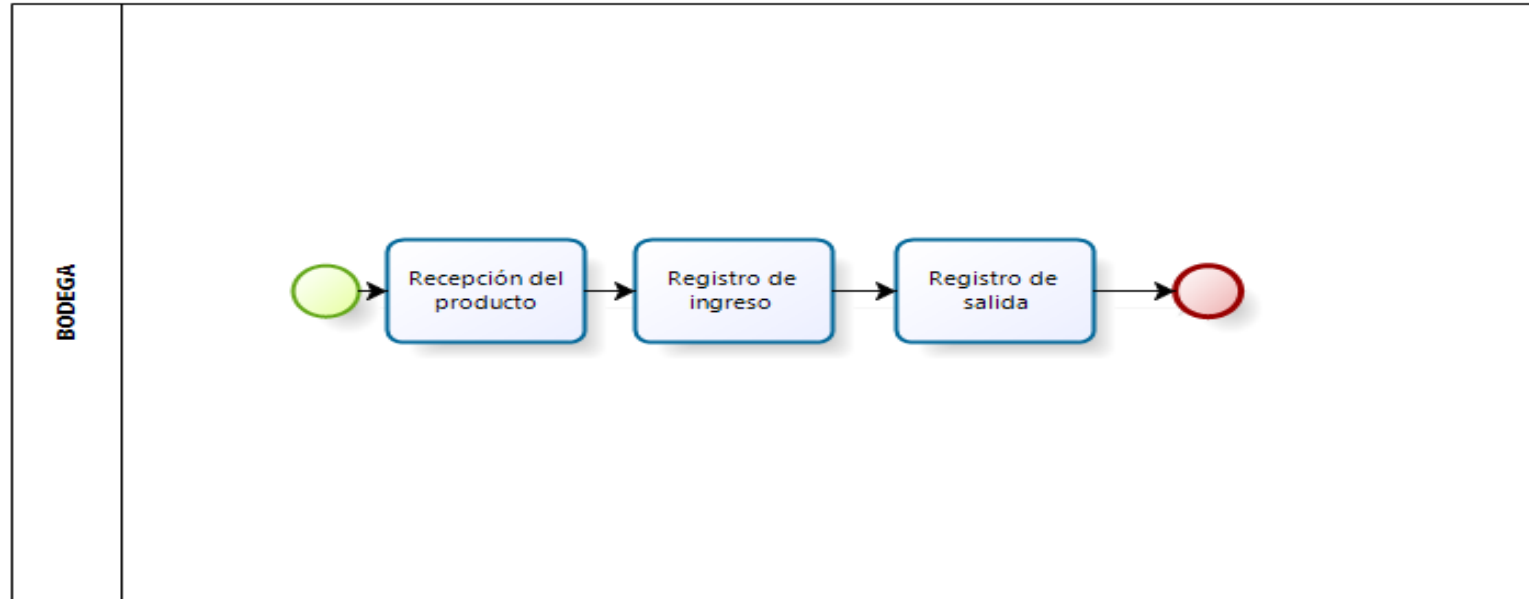 BODEGA
Recepción del
producto
Registro de
ingreso
Registro de
salida